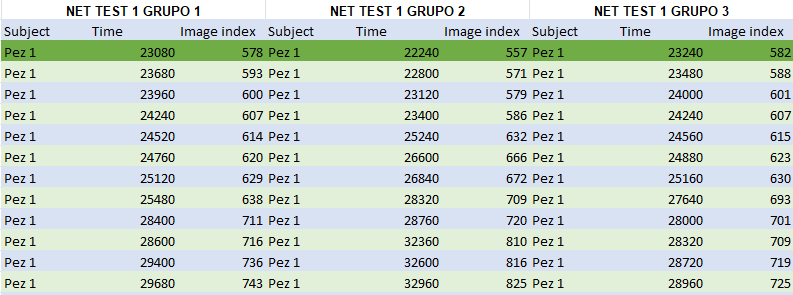 NET TEST 1 GRUPO 1 NET TEST 1 GRUPO 2 NET TEST 1 GRUPO 3
Subject Time Image index Subject Time Image index Subject Time Image index
Pez 1 23080 578 Pez 1 22240 557 Pez 1 23240 582
Pez 1 23680 593 Pez 1 22800 571 Pez 1 23480 588
Pez 1 23960 600 Pez 1 23120 579 Pez 1 24000 601
Pez 1 24240 607 Pez 1 23400 586 Pez 1 24240 607
Pez 1 24520 614 Pez 1 25240 632 Pez 1 24560 615
Pez 1 24760 620 Pez 1 26600 666 Pez 1 24880 623
Pez 1 25120 629 Pez 1 26840 672 Pez 1 25160 630
Pez 1 25480 638 Pez 1 28320 709 Pez 1 27640 693
Pez 1 28400 711 Pez 1 28760 720 Pez 1 28000 701
Pez 1 28600 716 Pez 1 32360 810 Pez 1 28320 709
Pez 1 29400 736 Pez 1 32600 816 Pez 1 28720 719
Pez 1 29680 743 Pez 1 32960 825 Pez 1 28960 725